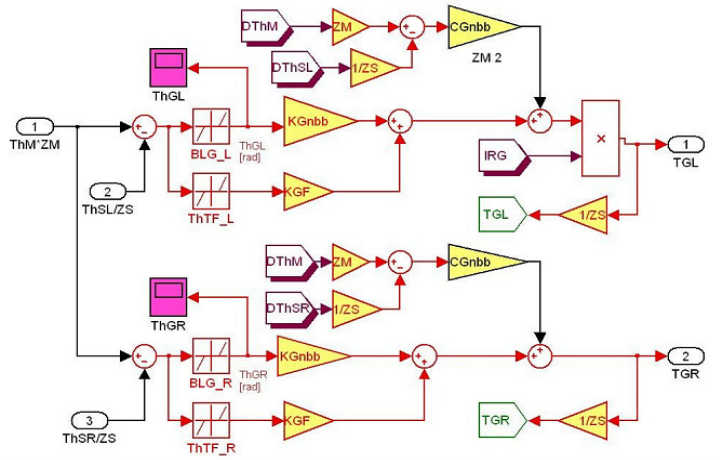 DThM
ZM
CGnbb
ZM 2
DThSL
1/ZS
ThGL
1
ThM*ZM
BLG_L
ThGL
[rad]
KGnbb
×
IRG
1
TGL
2
ThSL/ZS
ThTF_L
KGF
TGL
1/ZS
DThM
ZM
CGnbb
DThSR
1/ZS
ThGR
BLG_R
ThGR
[rad]
KGnbb
2
TGR
3
ThSR/ZS
ThTF_R
KGF
TGR
1/ZS